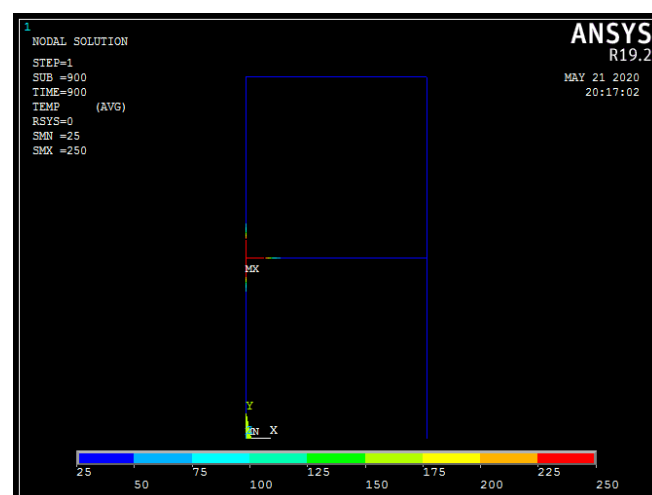 1
NODAL SOLUTION
STEP=1
SUB =900
TIME=900
TEMP (AVG)
RSYS=0
SMN =25
SMX =250
ANSYS
R19.2
MAY 21 2020
20:17:02
MX
Y
MN X
25 75 125 175 225
50 100 150 200 250